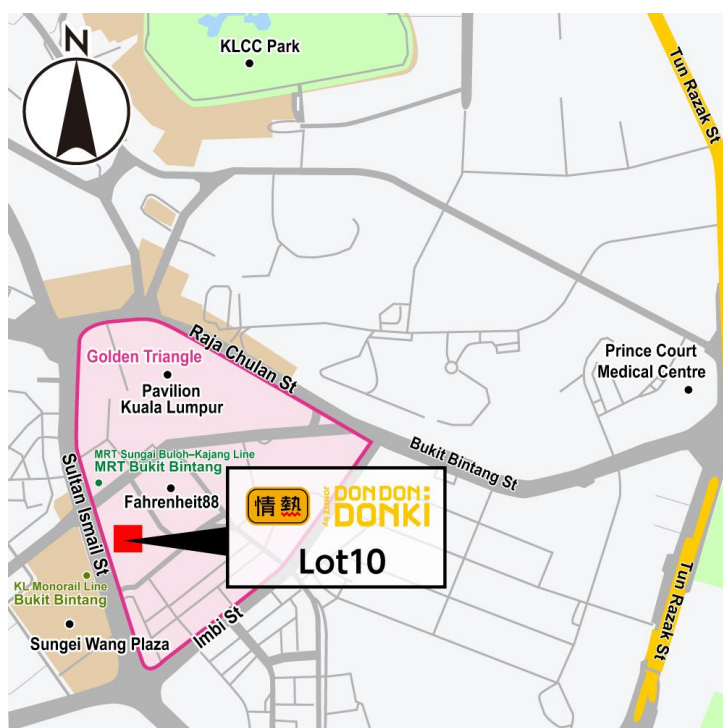 N
KLCC Park
Tun Razak St
Raja Chulan St
Golden Triangle
Pavilion
Kuala Lumpur
Prince Court
Medical Centre
Bukit Bintang St
MRT Sungai Buloh–Kajang Line
MRT Bukit Bintang
Fahrenheit88
Sultan Ismail St
情熱
JONETZ by
DON DON:
DONKI
Lot10
KL Monorail Line
Bukit Bintang
Sungei Wang Plaza
Imbi St
Tun Razak St